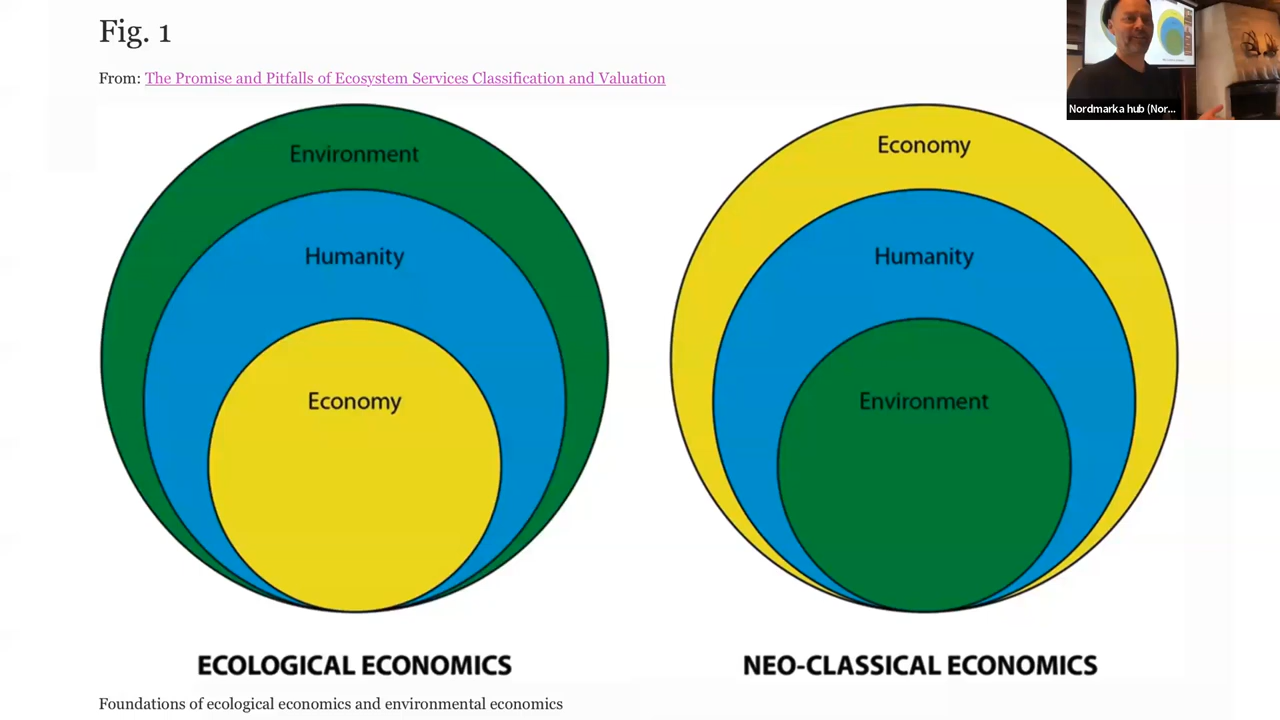 Fig. 1
From: The Promise and Pitfalls of Ecosystem Services Classification and Valuation
Nordmarka hub (Nor...
Environment
Humanity
Economy
ECOLOGICAL ECONOMICS
Economy
Humanity
Environment
NEO-CLASSICAL ECONOMICS
Foundations of ecological economics and environmental economics